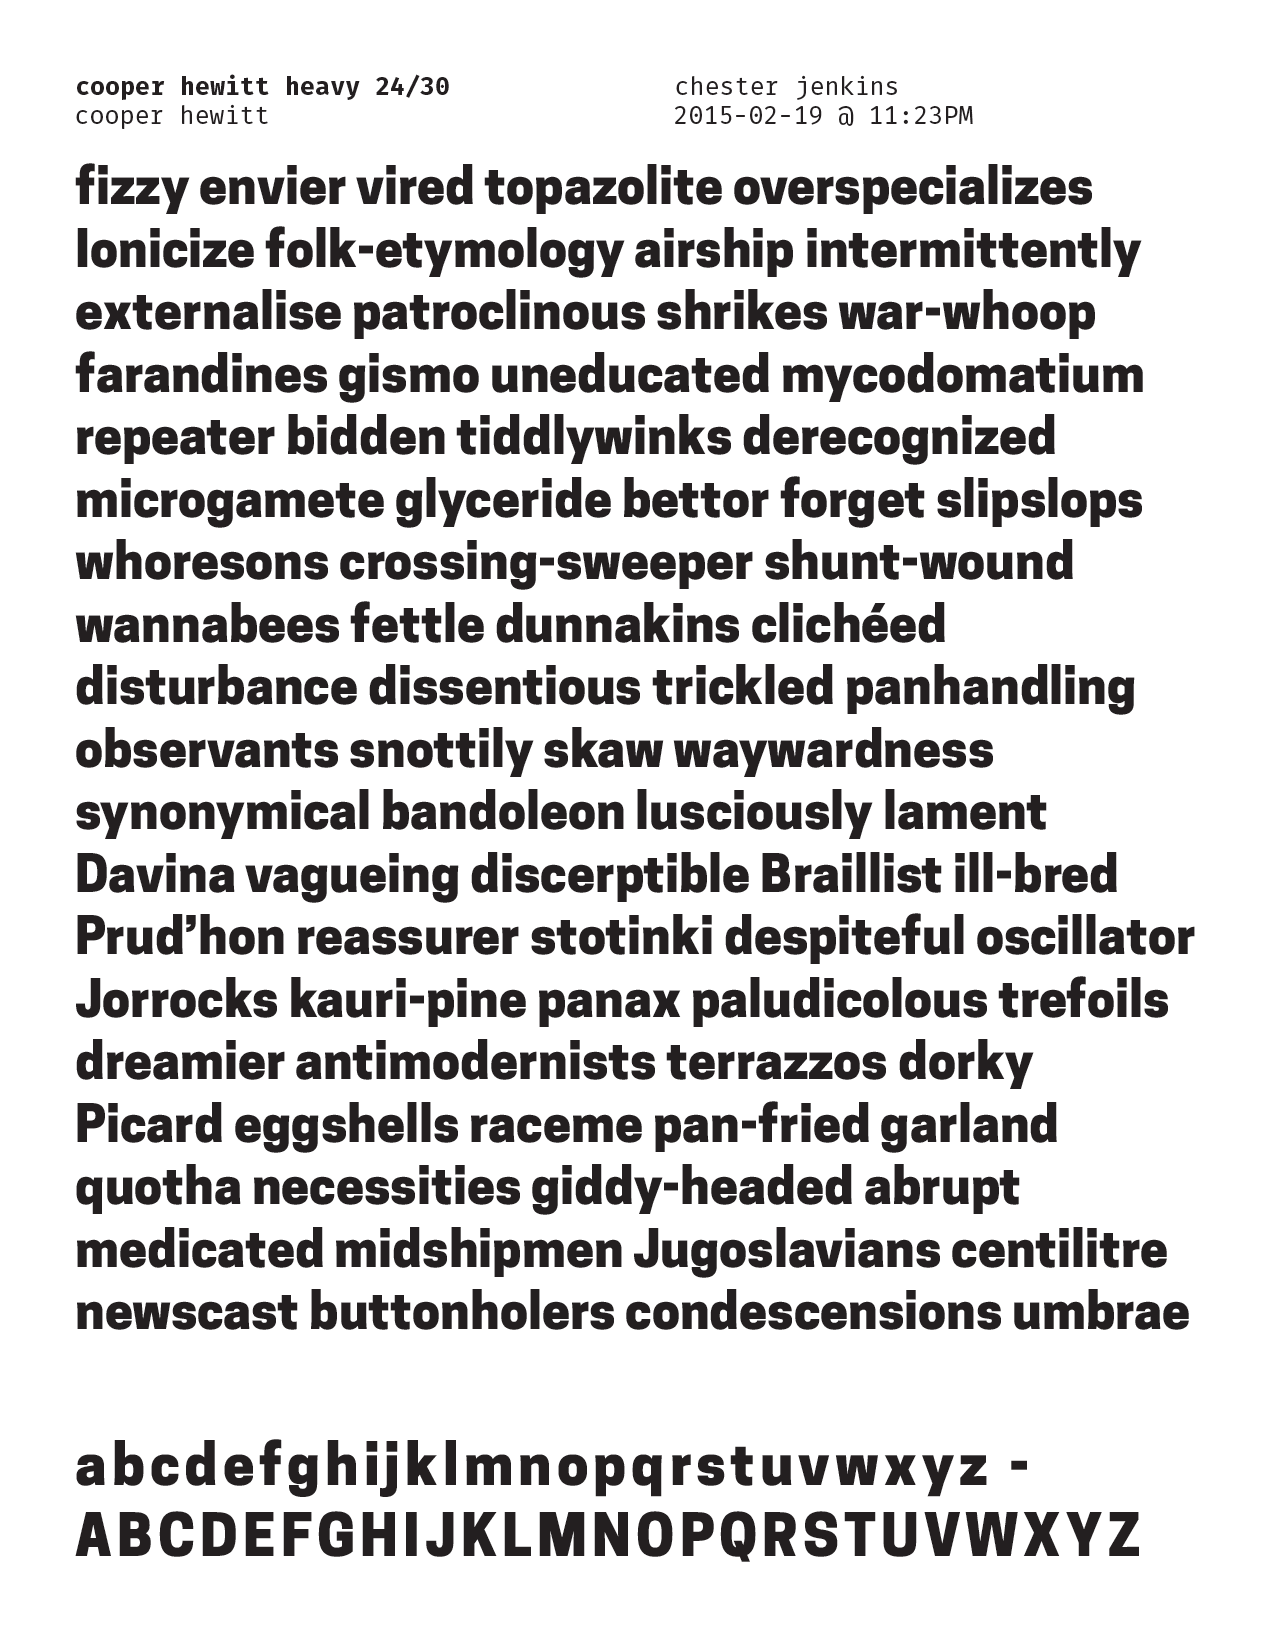 cooper hewitt heavy 24/30
cooper hewitt
chester jenkins
2015-02-19 @ 11:23PM
fizzy envier vired topazolite overspecializes
lonicize folk-etymology airship intermittently
externalise patroclinous shrikes war-whoop
farandines gismo uneducated mycodomatium
repeater bidden tiddlywinks derecognized
microgamete glyceride bettor forget slipslops
whoresons crossing-sweeper shunt-wound
wannabees fettle dunnakins clichéed
disturbance dissentious trickled panhandling
observants snottily skaw waywardness
synonymical bandoleon lusciously lament
Davina vagueing discerptible Braillist ill-bred
Prud’hon reassurer stotinki despiteful oscillator
Jorrocks kauri-pine panax paludicolous trefoils
dreamier antimodernists terrazzos dorky
Picard eggshells raceme pan-fried garland
quotha necessities giddy-headed abrupt
medicated midshipmen Jugoslavians centilitre
newscast buttonholers condescensions umbrae
abcdefghijklmnopqrstuvwxyz -
ABCDEFGHIJKLMNOPQRSTUVWXYZ